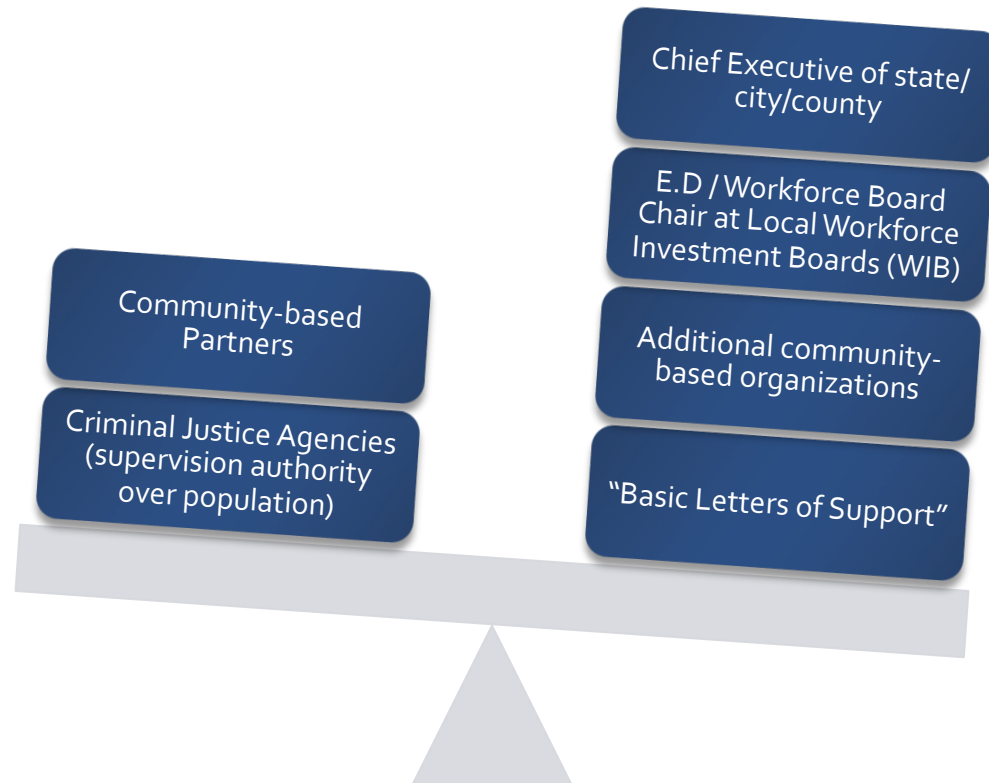 Community-based
Partners
Criminal Justice Agencies
(supervision authority
over population)
Chief Executive of state/
city/county
E.D / Workforce Board
Chair at Local Workforce
Investment Boards (WIB)
Additional community-
based organizations
“Basic Letters of Support”